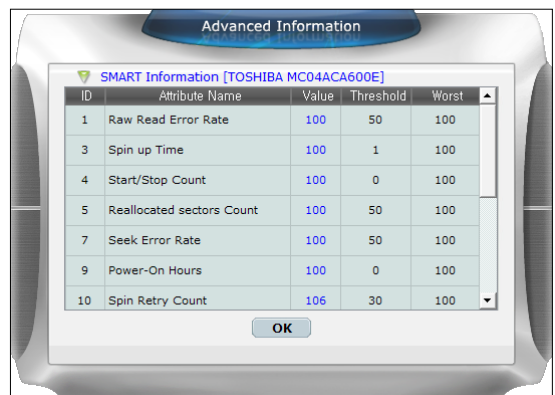 Advanced Information
SMART Information [TOSHIBA MC04ACA600E]
ID Attribute Name Value Threshold Worst
1 Raw Read Error Rate 100 50 100
3 Spin up Time 100 1 100
4 Start/Stop Count 100 0 100
5 Reallocated sectors Count 100 50 100
7 Seek Error Rate 100 50 100
9 Power-On Hours 100 0 100
10 Spin Retry Count 106 30 100
OK